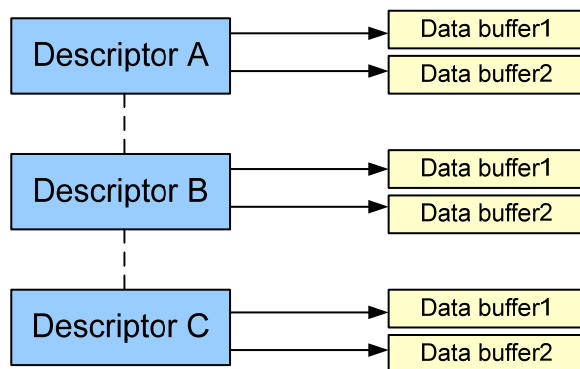 Descriptor A
Data buffer1
Data buffer2
Descriptor B
Data buffer1
Data buffer2
Descriptor C
Data buffer1
Data buffer2